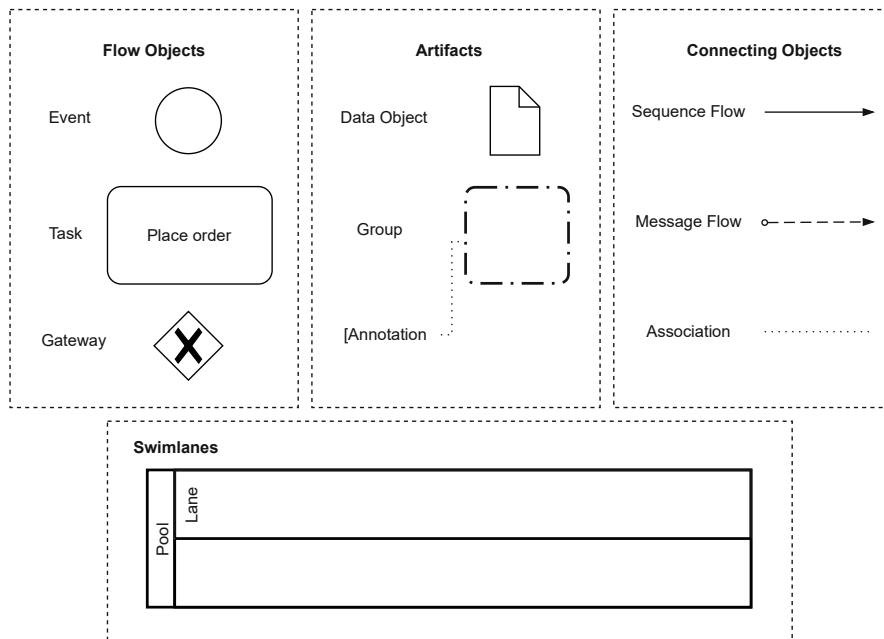 Flow Objects
Event
Task
Place order
Gateway
Artifacts
Data Object
Group
[Annotation
Connecting Objects
Sequence Flow
Message Flow
Association
Swimlanes
Pool
Lane